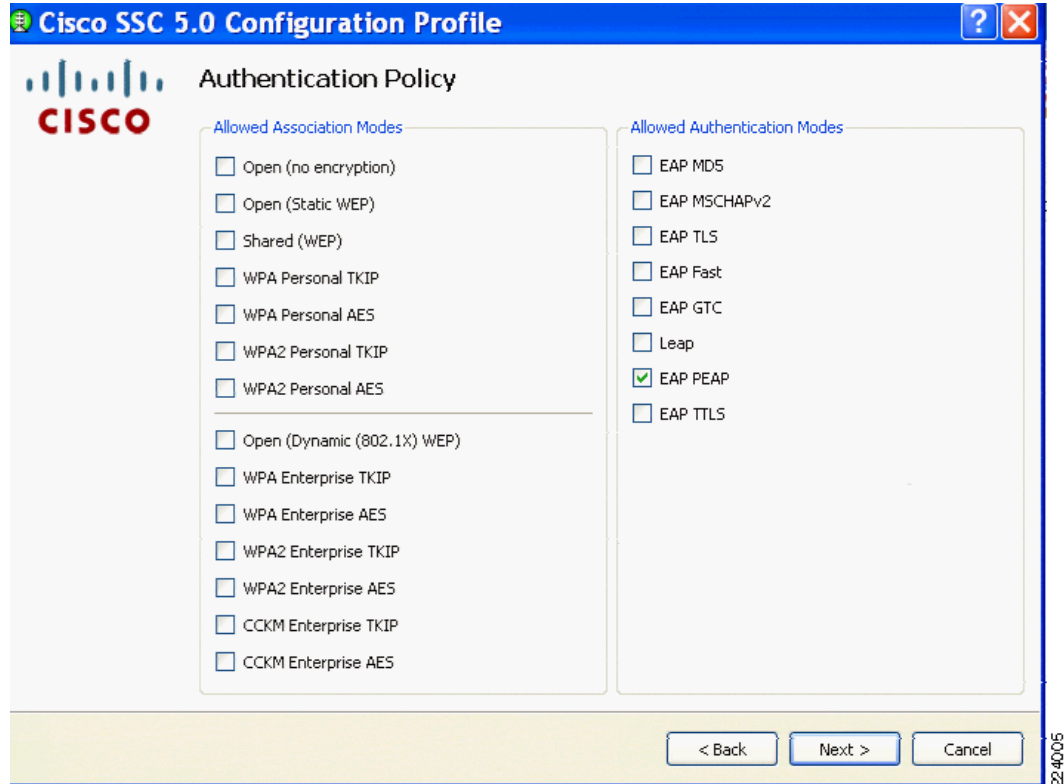 Cisco SSC 5.0 Configuration Profile
?
CISCO
Authentication Policy
Allowed Association Modes
Open (no encryption)
Open (Static WEP)
Shared (WEP)
WPA Personal TKIP
WPA Personal AES
WPA2 Personal TKIP
WPA2 Personal AES
Open (Dynamic (802.1X) WEP)
WPA Enterprise TKIP
WPA Enterprise AES
WPA2 Enterprise TKIP
WPA2 Enterprise AES
CCKM Enterprise TKIP
CCKM Enterprise AES
Allowed Authentication Modes
EAP MD5
EAP MSCHAPv2
EAP TLS
EAP Fast
EAP GTC
Leap
EAP PEAP
EAP TTLS
< Back
Next >
Cancel
224005